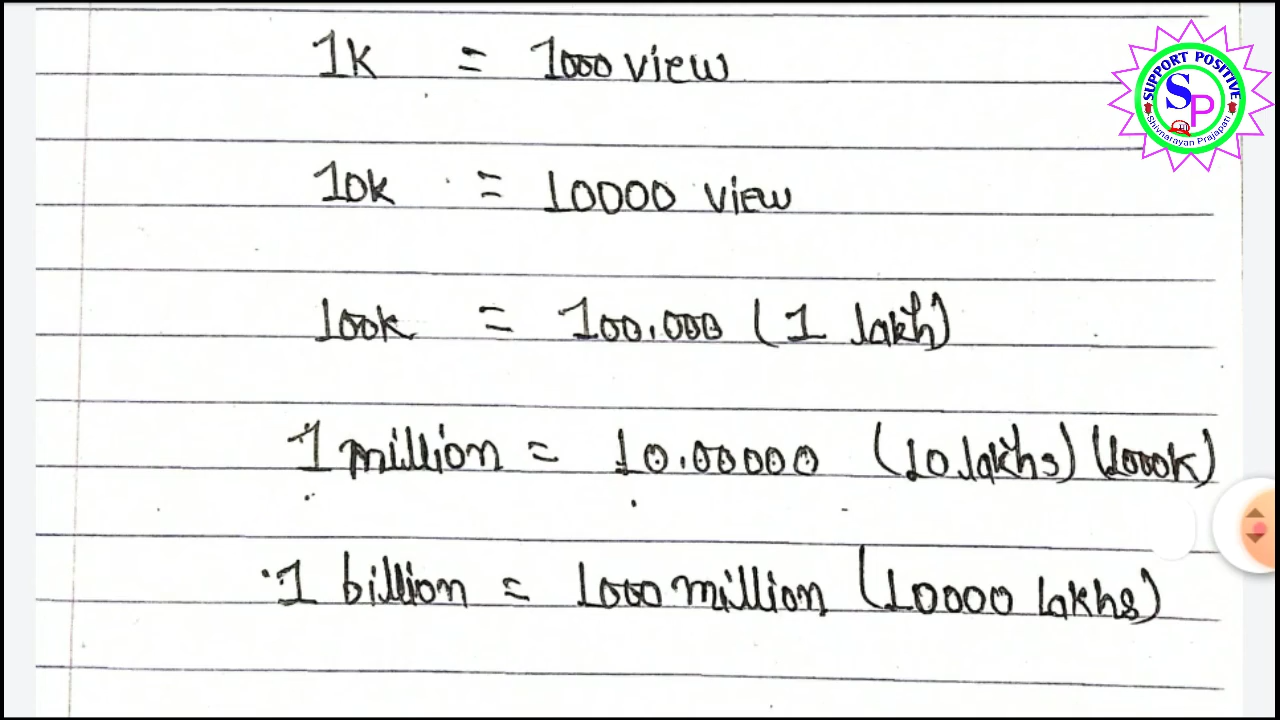 1K = 1000 view
SUPPORT POSITIVE
SP
Shivnarayan Prajapati
10K = 10000 view
100K = 100.000 (1 lakh)
1 million = 10.00000 (10 lakhs) (1000K)
1 billion = 1000 million (10000 lakhs)